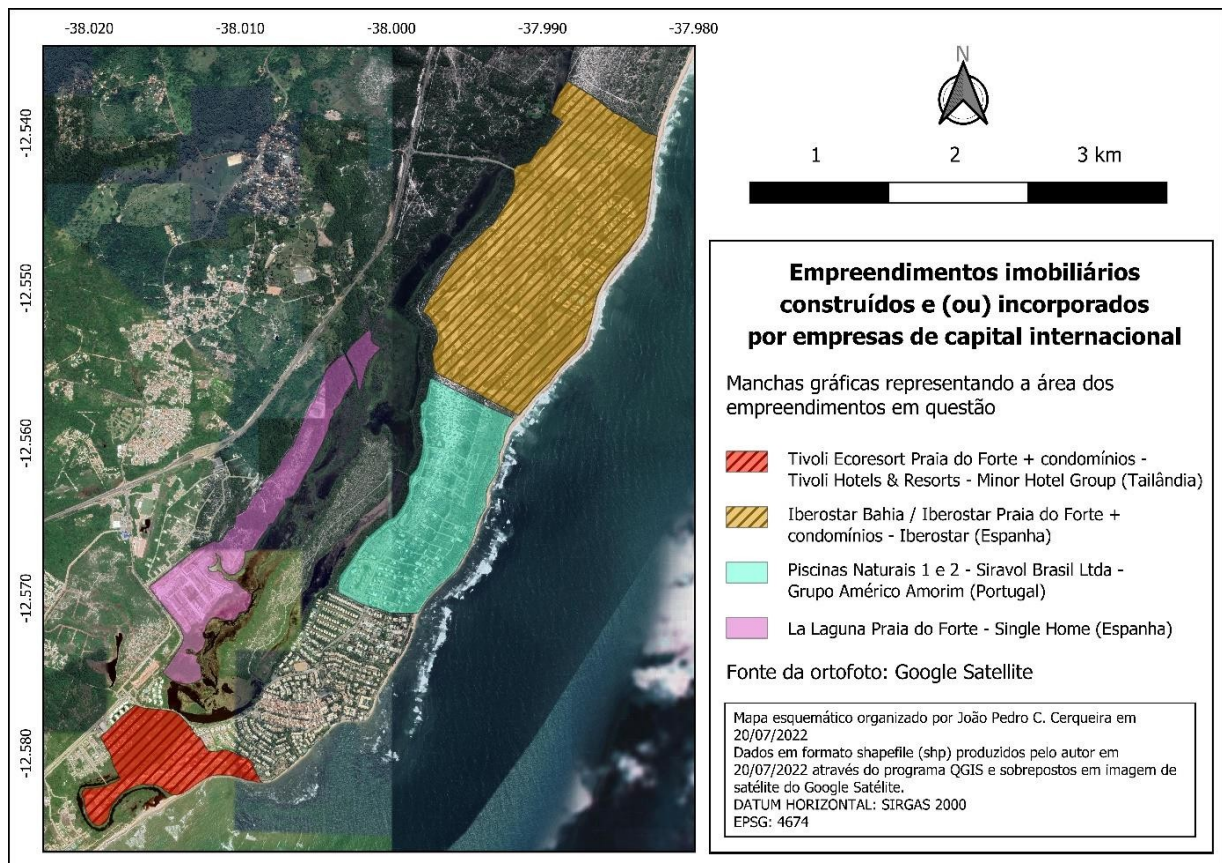 -38.020 -38.010 -38.000 -37.990 -37.980
-12.540
-12.550
-12.560
-12.570
-12.580
N
1 2 3 km
Empreendimentos imobiliários
construídos e (ou) incorporados
por empresas de capital internacional
Manchas gráficas representando a área dos
empreendimentos em questão
Tivoli Ecoresort Praia do Forte + condomínios -
Tivoli Hotels & Resorts - Minor Hotel Group (Tailândia)
Iberostar Bahia / Iberostar Praia do Forte +
condomínios - Iberostar (Espanha)
Piscinas Naturais 1 e 2 - Siravol Brasil Ltda -
Grupo Américo Amorim (Portugal)
La Laguna Praia do Forte - Single Home (Espanha)
Fonte da ortofoto: Google Satellite
Mapa esquemático organizado por João Pedro C. Cerqueira em
20/07/2022
Dados em formato shapefile (shp) produzidos pelo autor em
20/07/2022 através do programa QGIS e sobrepostos em imagem de
satélite do Google Satélite.
DATUM HORIZONTAL: SIRGAS 2000
EPSG: 4674